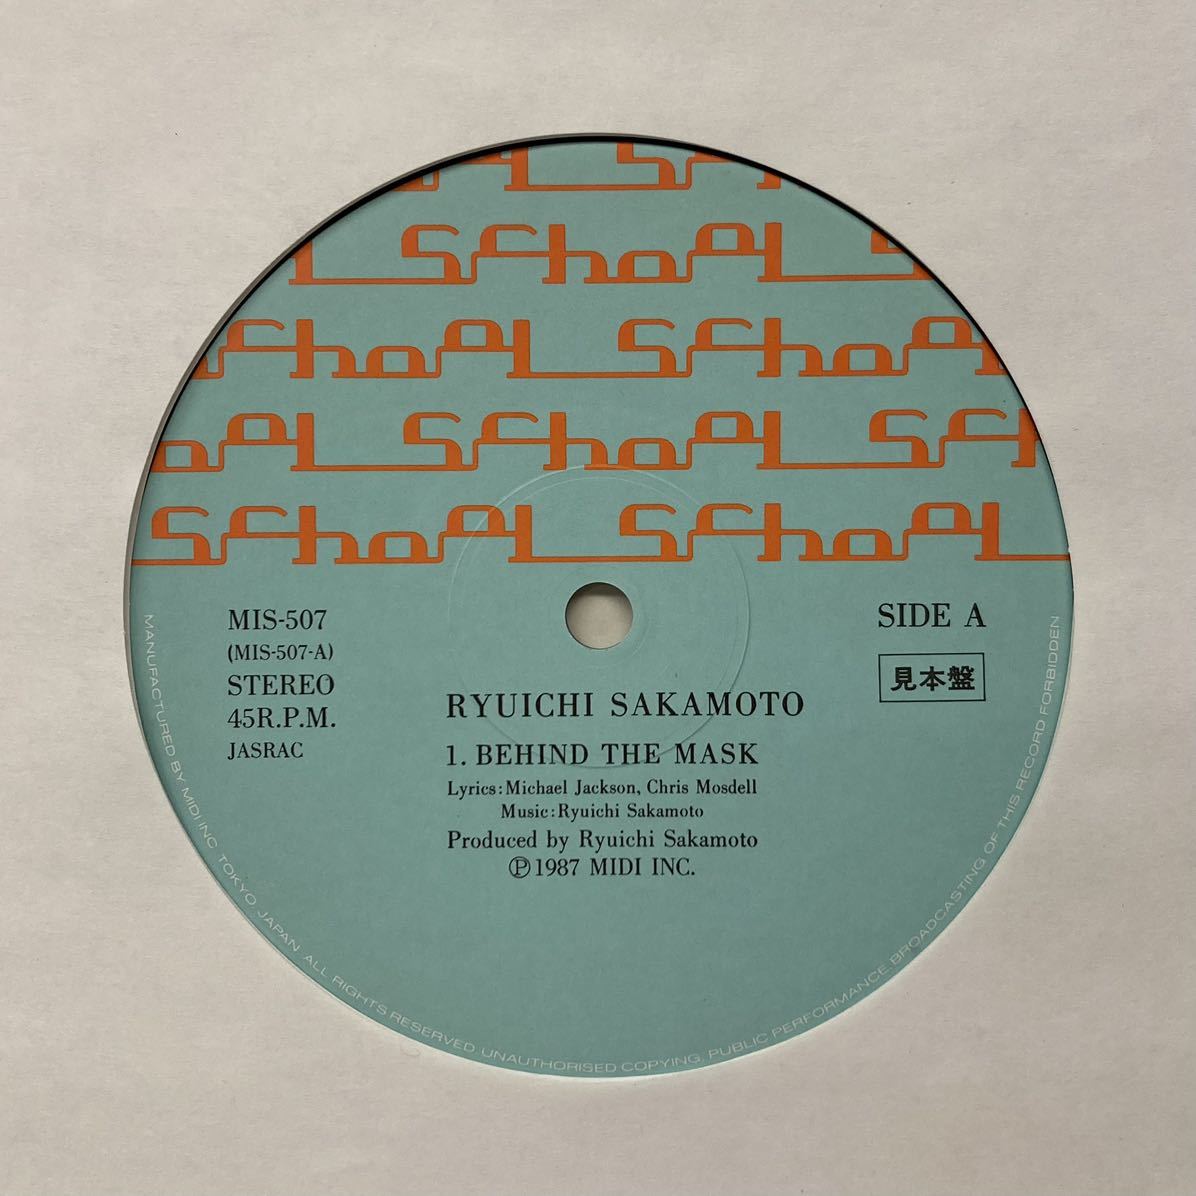 School
School
School School
School School
School School
MIS-507
(MIS-507-A)
STEREO
45R.P.M.
JASRAC
SIDE A
見本盤
RYUICHI SAKAMOTO
1. BEHIND THE MASK
Lyrics:Michael Jackson, Chris Mosdell
Music:Ryuichi Sakamoto
Produced by Ryuichi Sakamoto
Ⓟ1987 MIDI INC.
MANUFACTURED BY MIDI INC TOKYO JAPAN ALL RIGHTS RESERVED UNAUTHORISED COPYING, PUBLIC PERFORMANCE BROADCASTING OF THIS RECORD FORBIDDEN